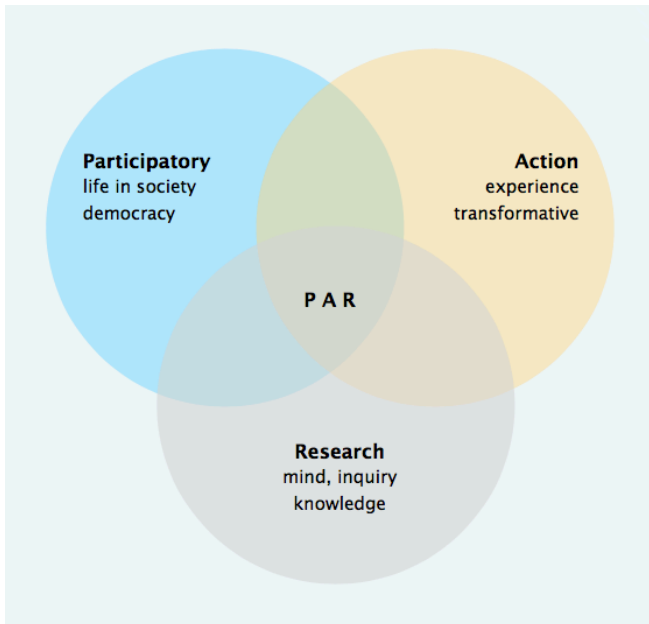 Participatory
life in society
democracy
Action
experience
transformative
P A R
Research
mind, inquiry
knowledge